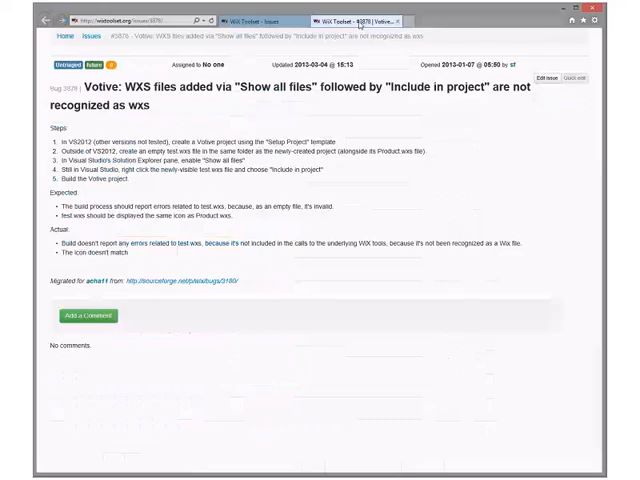 https://wixtoolset.org/issues/3878/
WiX Toolset - Issues
WiX Toolset - #3878 | Votive...
Home Issues #3878 - Votive: WXS files added via "Show all files" followed by "Include in project" are not recognized as wxs
Untriaged future Assigned to No one Updated 2013-03-04 @ 15:13 Opened 2013-01-07 @ 05:50 by sf
Edit issue Quick edit
Bug 3878 Votive: WXS files added via "Show all files" followed by "Include in project" are not
recognized as wxs
Steps:
1. In VS2012 (other versions not tested), create a Votive project using the "Setup Project" template
2. Outside of VS2012, create an empty test.wxs file in the same folder as the newly-created project (alongside its Product.wxs file).
3. In Visual Studio's Solution Explorer pane, enable "Show all files"
4. Still in Visual Studio, right click the newly-visible test.wxs file and choose "Include in project"
5. Build the Votive project.
Expected:
• The build process should report errors related to test.wxs, because, as an empty file, it's invalid.
• test.wxs should be displayed the same icon as Product.wxs.
Actual:
• Build doesn't report any errors related to test.wxs, because it's not included in the calls to the underlying WiX tools, because it's not been recognized as a Wix file.
• The icon doesn't match
Migrated for acha11 from: http://sourceforge.net/p/wix/bugs/3180/
Add a Comment
No comments.